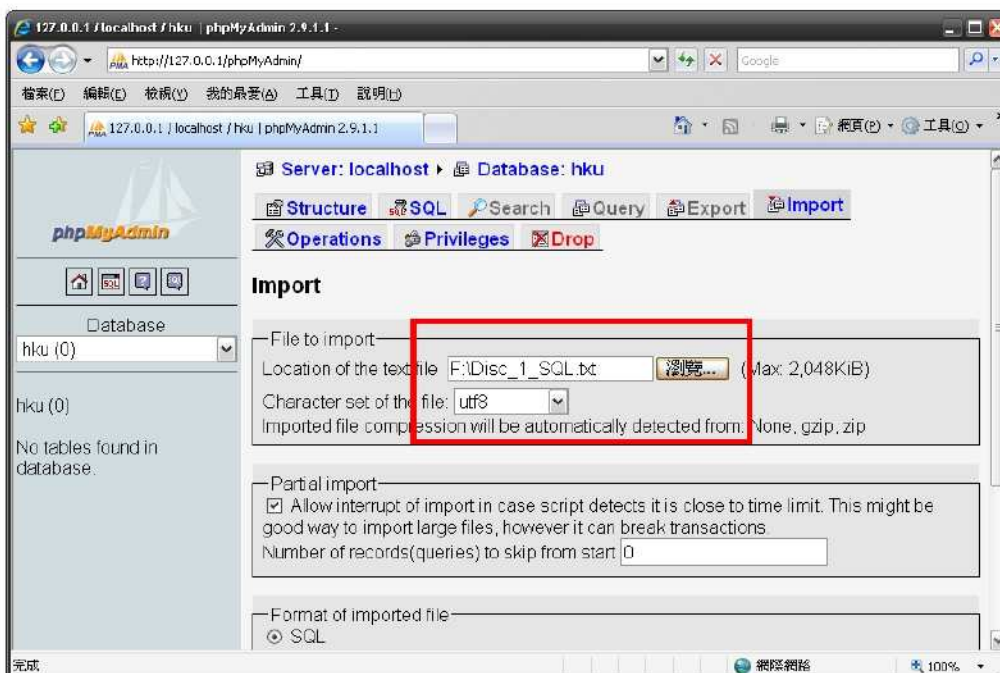 127.0.0.1 / localhost / hku | phpMyAdmin 2.9.1.1 -
http://127.0.0.1/phpMyAdmin/
Google
檔案(F) 編輯(E) 檢視(V) 我的最愛(A) 工具(T) 說明(H)
127.0.0.1 / localhost / hku | phpMyAdmin 2.9.1.1
網頁(P)
工具(O)
phpMyAdmin
SQL
Database
hku (0)
hku (0)
No tables found in
database.
Server: localhost
Database: hku
Structure SQL Search Query Export Import
Operations Privileges Drop
Import
File to import
Location of the text file F:\Disc_1_SQL.txt 瀏覽... (Max: 2,048KiB)
Character set of the file: utf8
Imported file compression will be automatically detected from: None, gzip, zip
Partial import
Allow interrupt of import in case script detects it is close to time limit. This might be
good way to import large files, however it can break transactions.
Number of records(queries) to skip from start 0
Format of imported file
SQL
完成
網際網路
100%